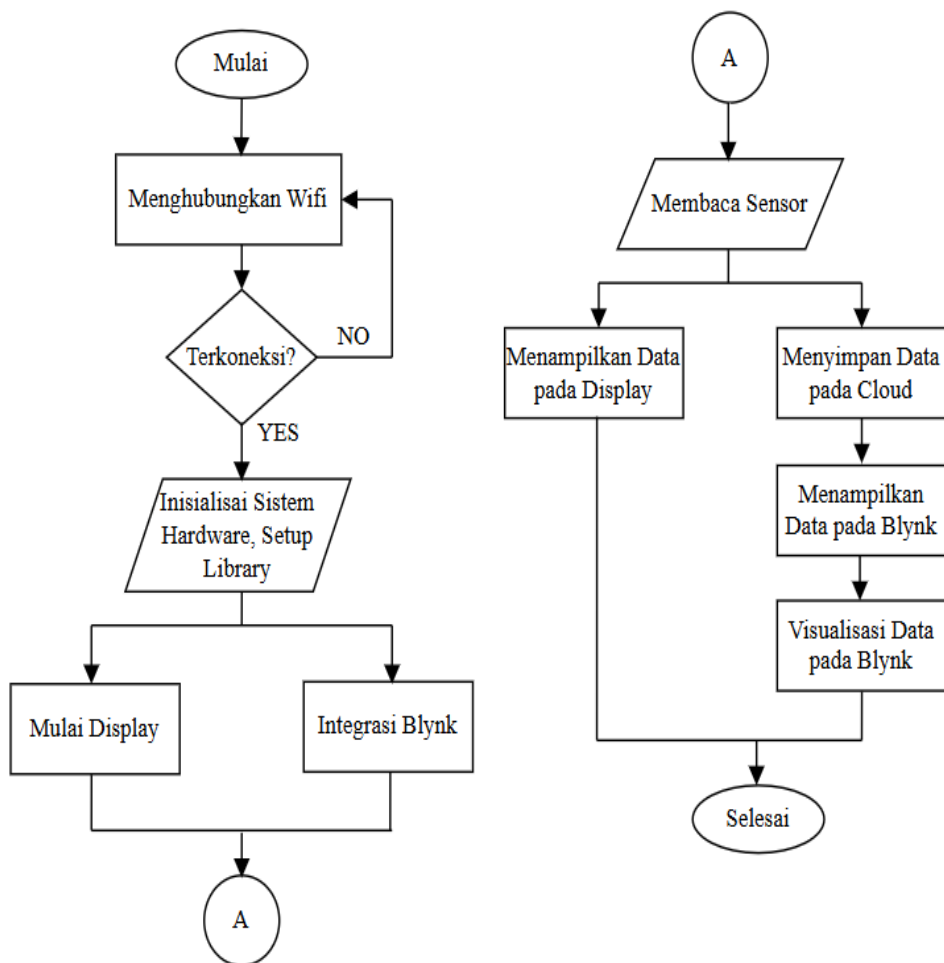 Mulai
Menghubungkan Wifi
Terkoneksi?
NO
YES
Inisialisai Sistem
Hardware, Setup
Library
Mulai Display
Integrasi Blynk
A
A
Membaca Sensor
Menampilkan Data
pada Display
Menyimpan Data
pada Cloud
Menampilkan
Data pada Blynk
Visualisasi Data
pada Blynk
Selesai